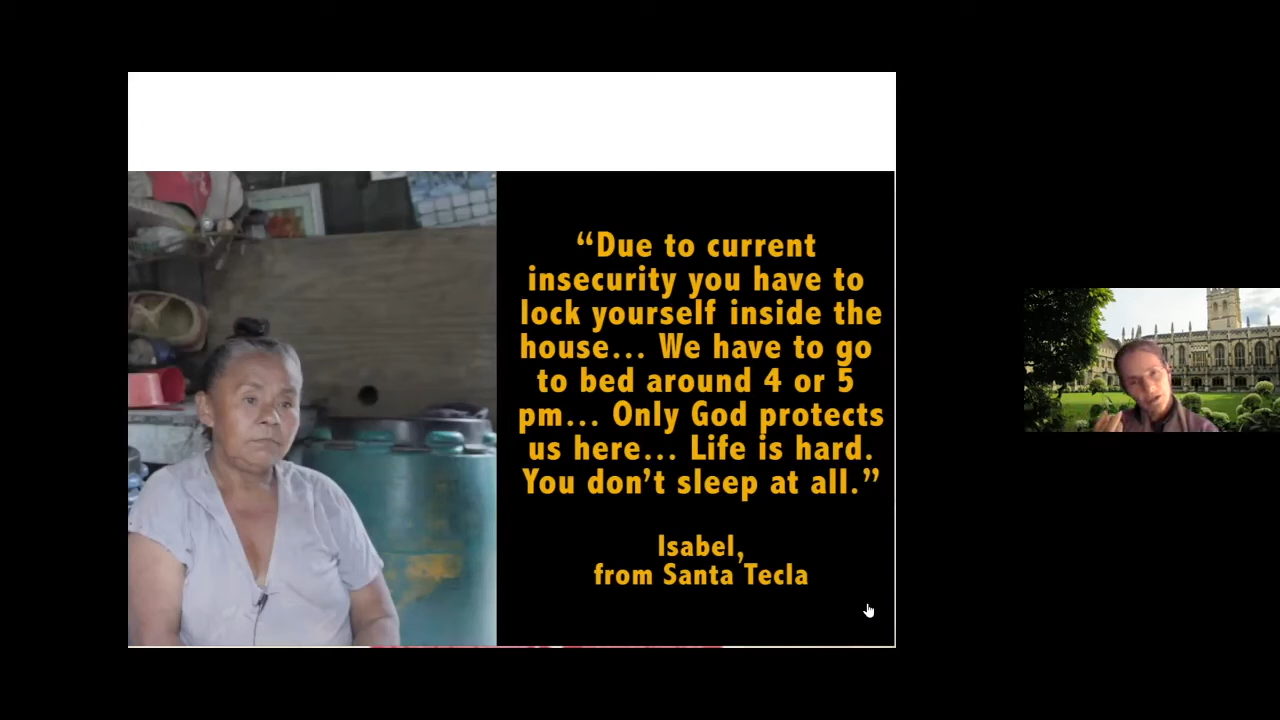 “Due to current
insecurity you have to
lock yourself inside the
house... We have to go
to bed around 4 or 5
pm... Only God protects
us here... Life is hard.
You don’t sleep at all.”
Isabel,
from Santa Tecla